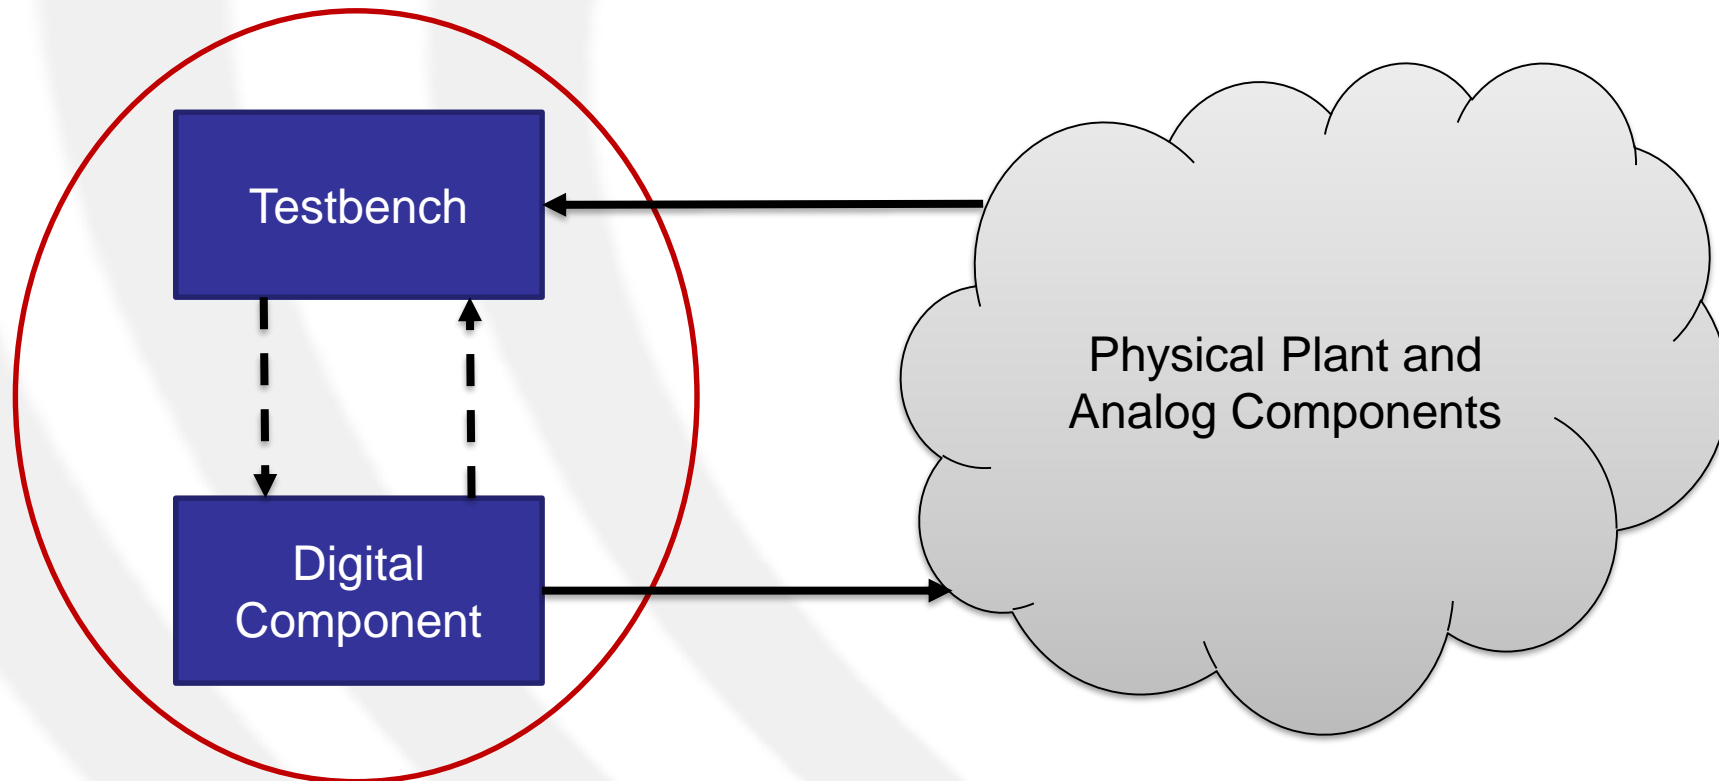 Testbench
Physical Plant and
Analog Components
Digital
Component